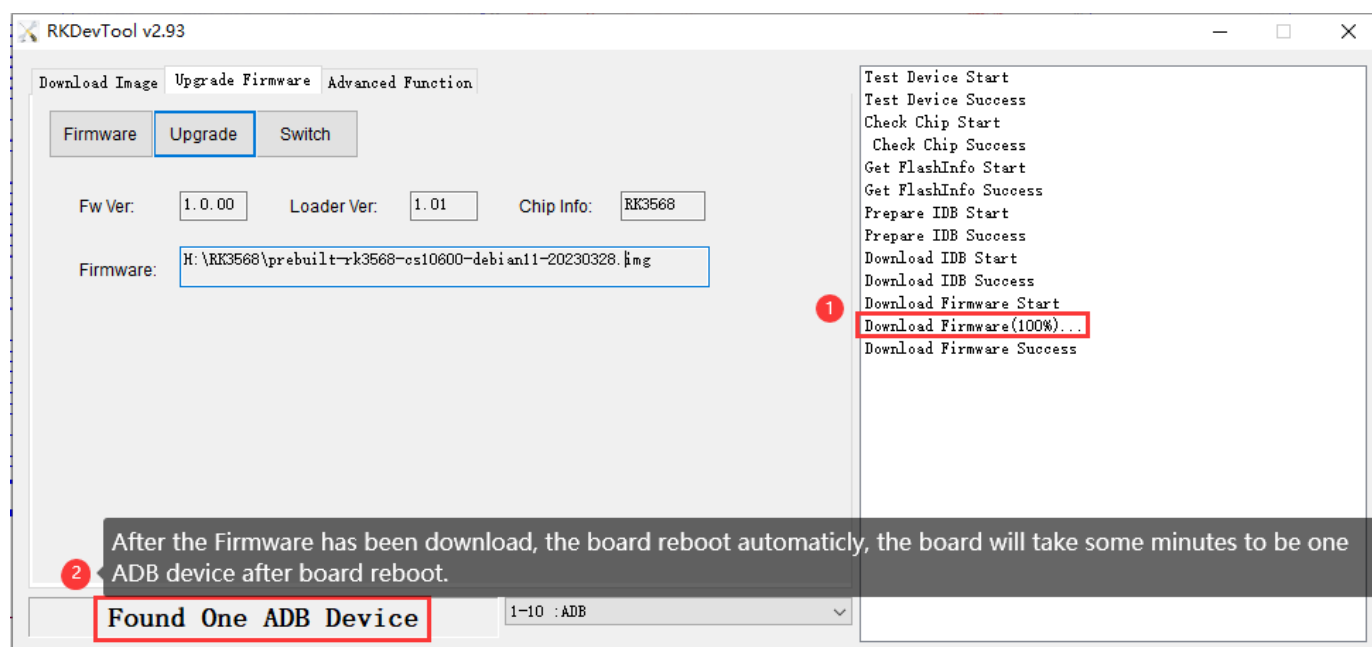 RKDevTool v2.93
Download Image Upgrade Firmware Advanced Function
Firmware Upgrade Switch
Fw Ver: 1.0.00 Loader Ver: 1.01 Chip Info: RK3568
Firmware: H:\RK3568\prebuilt-rk3568-cs10600-debian11-20230328.img
Test Device Start
Test Device Success
Check Chip Start
Check Chip Success
Get FlashInfo Start
Get FlashInfo Success
Prepare IDB Start
Prepare IDB Success
Download IDB Start
Download IDB Success
Download Firmware Start
1 Download Firmware(100%)...
Download Firmware Success
After the Firmware has been download, the board reboot automaticly, the board will take some minutes to be one
2 ADB device after board reboot.
Found One ADB Device
1-10 :ADB